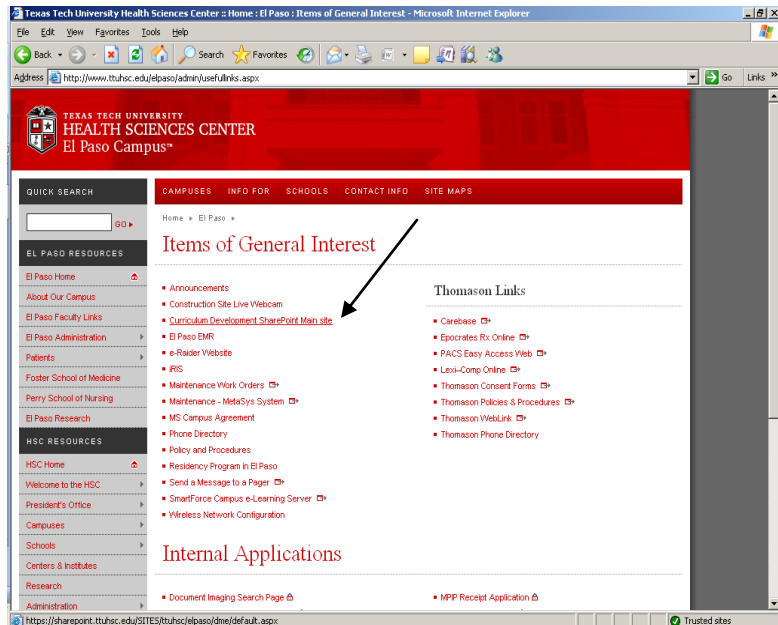 Texas Tech University Health Sciences Center :: Home : El Paso : Items of General Interest - Microsoft Internet Explorer
File Edit View Favorites Tools Help
Back Search Favorites
Address http://www.ttuhsc.edu/elpaso/admin/usefullinks.aspx Go Links »
TEXAS TECH UNIVERSITY
HEALTH SCIENCES CENTER
El Paso Campus™
QUICK SEARCH
GO
EL PASO RESOURCES
El Paso Home
About Our Campus
El Paso Faculty Links
El Paso Administration
Patients
Foster School of Medicine
Perry School of Nursing
El Paso Research
HSC RESOURCES
HSC Home
Welcome to the HSC
President's Office
Campuses
Schools
Centers & Institutes
Research
Administration
CAMPUSES INFO FOR SCHOOLS CONTACT INFO SITE MAPS
Home El Paso
Items of General Interest
Announcements
Construction Site Live Webcam
Curriculum Development SharePoint Main site
El Paso EMR
e-Raider Website
iRIS
Maintenance Work Orders
Maintenance - MetaSys System
MS Campus Agreement
Phone Directory
Policy and Procedures
Residency Program in El Paso
Send a Message to a Pager
SmartForce Campus e-Learning Server
Wireless Network Configuration
Thomason Links
Carebase
Epocrates Rx Online
PACS Easy Access Web
Lexi-Comp Online
Thomason Consent Forms
Thomason Policies & Procedures
Thomason WebLink
Thomason Phone Directory
Internal Applications
Document Imaging Search Page
MPIP Receipt Application
https://sharepoint.ttuhsc.edu/SITES/ttuhsc/elpaso/dme/default.aspx Trusted sites